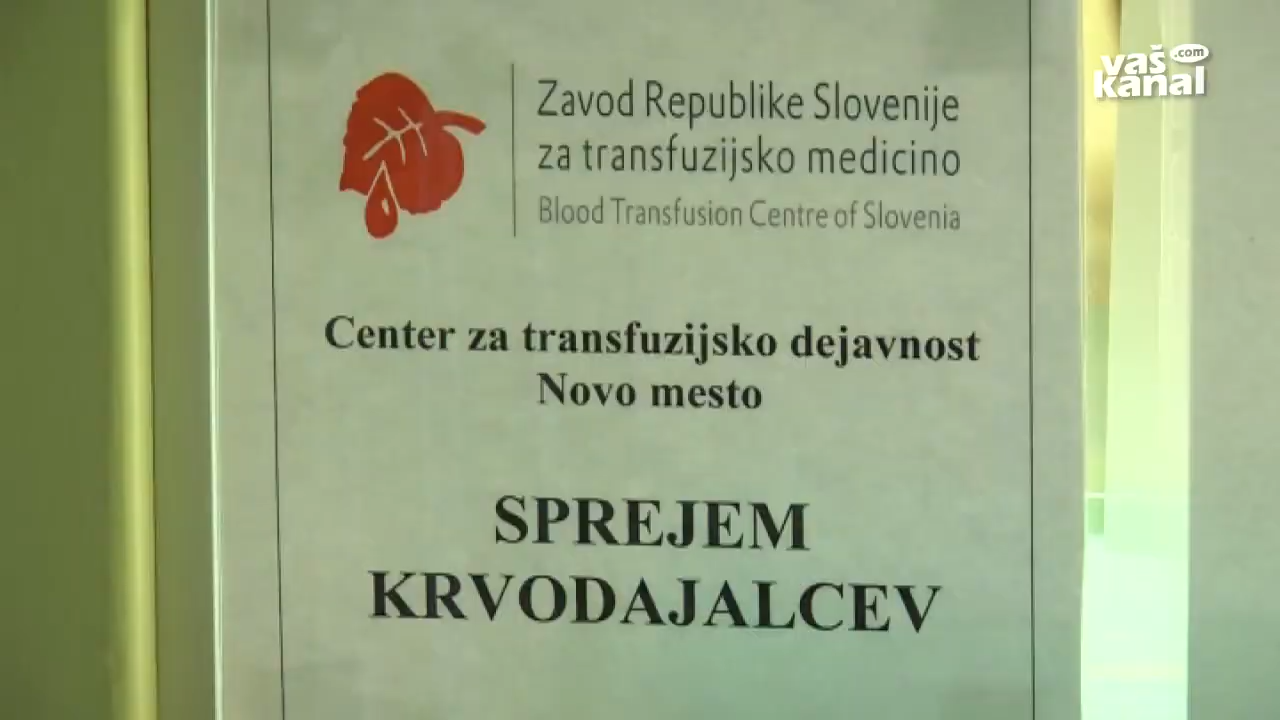 vaš
.com
kanal
Zavod Republike Slovenije
za transfuzijsko medicino
Blood Transfusion Centre of Slovenia
Center za transfuzijsko dejavnost
Novo mesto
SPREJEM
KRVODAJALCEV